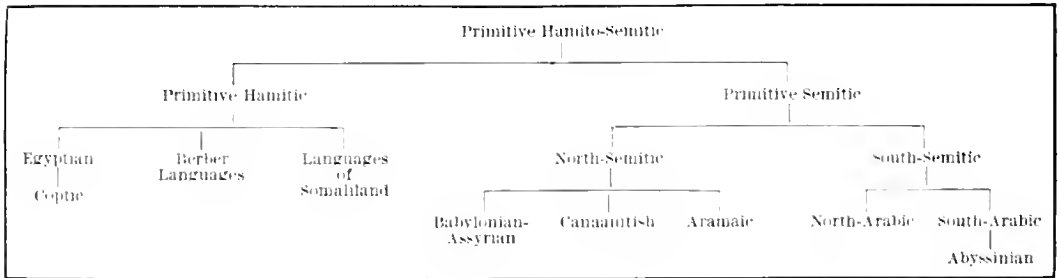 Primitive Hamito-Semitic
Primitive Hamitic
Primitive Semitic
Egyptian
Coptic
Berber
Languages
Languages
of
Somaliland
North-Semitic
South-Semitic
Babylonian-
Assyrian
Canaanitish
Aramaic
North-Arabic
South-Arabic
Abyssinian